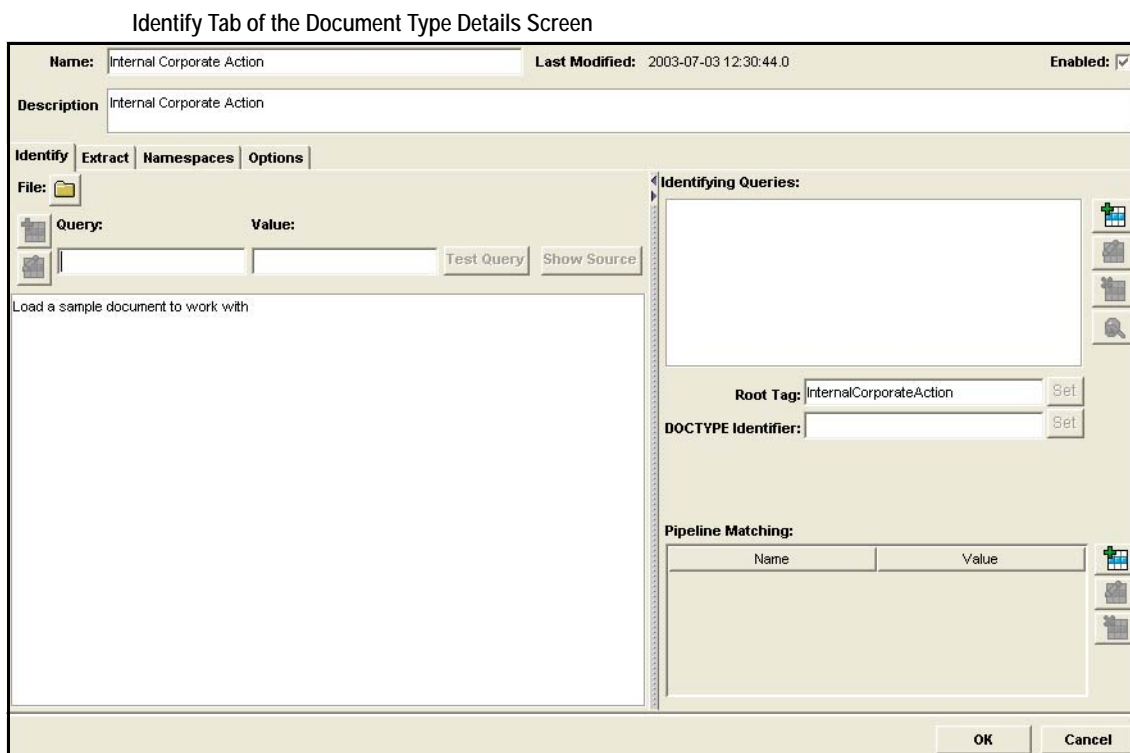 Identify Tab of the Document Type Details Screen
Name: Internal Corporate Action Last Modified: 2003-07-03 12:30:44.0 Enabled:
Description Internal Corporate Action
Identify Extract Namespaces Options
File:
Identifying Queries:
Query: Value:
Test Query Show Source
Load a sample document to work with
Root Tag: InternalCorporateAction Set
DOCTYPE Identifier: Set
Pipeline Matching:
Name Value
OK Cancel